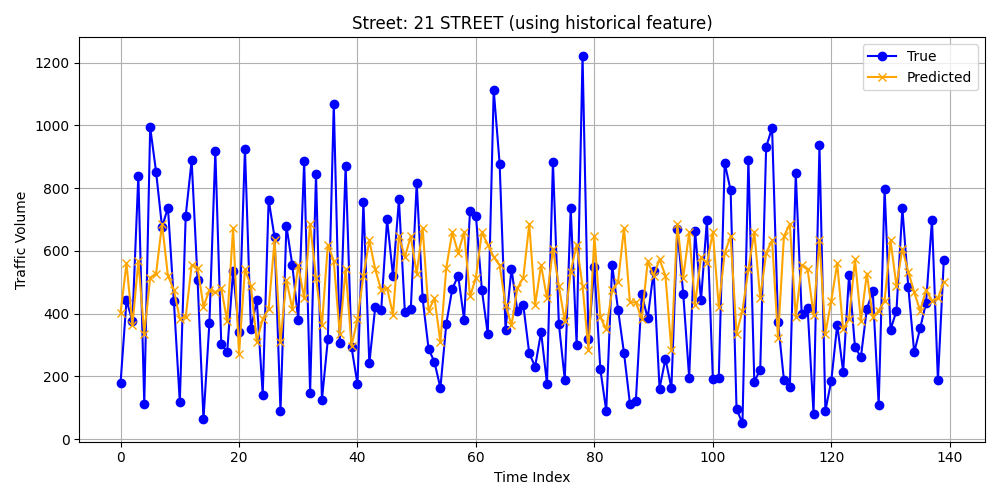 Street: 21 STREET (using historical feature)
True
Predicted
Traffic Volume
1200
1000
800
600
400
200
0
0 20 40 60 80 100 120 140
Time Index